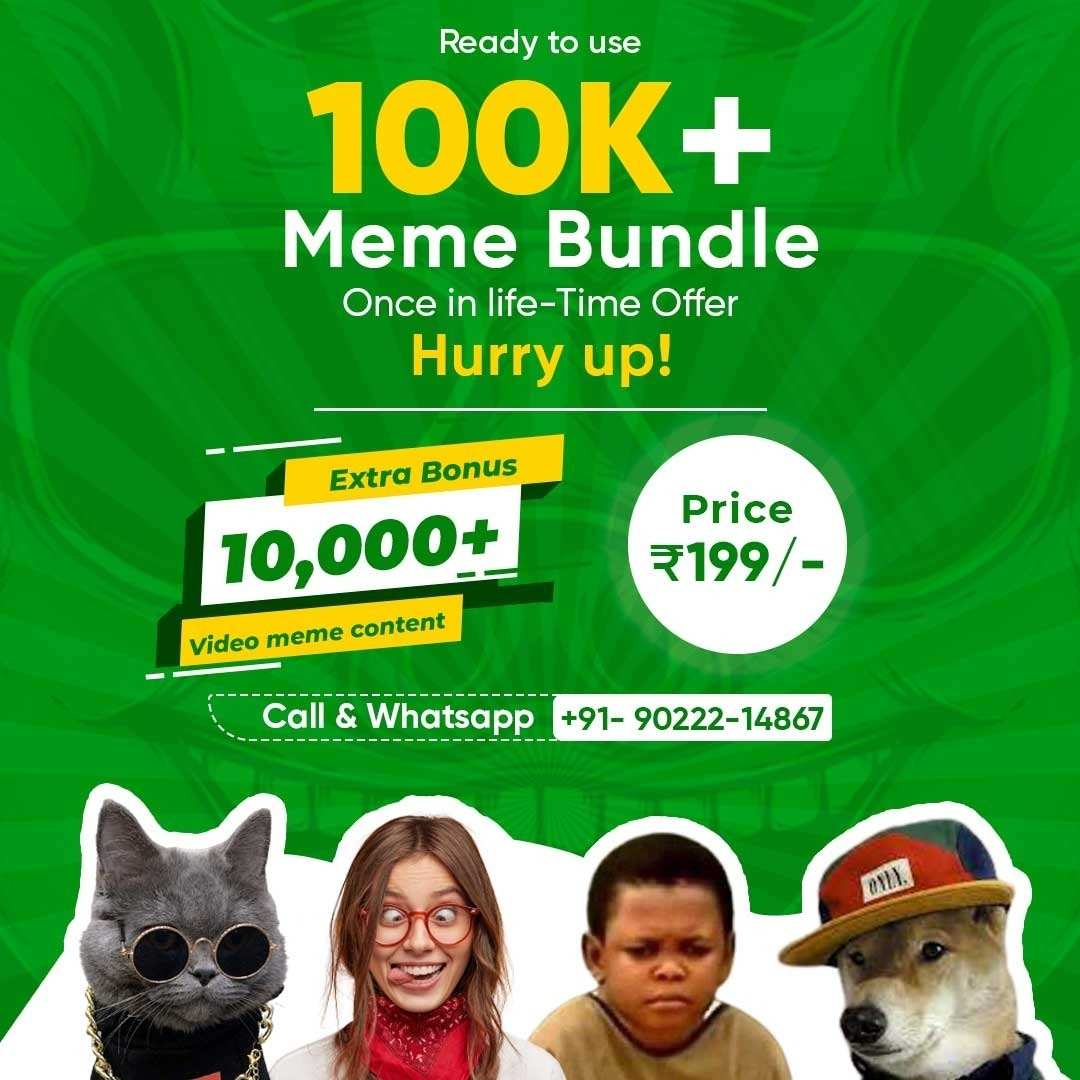 Ready to use
100K+
Meme Bundle
Once in life-Time Offer
Hurry up!
Extra Bonus
10,000+
Video meme content
Price
₹199/-
Call & Whatsapp +91- 90222-14867
ONLY.